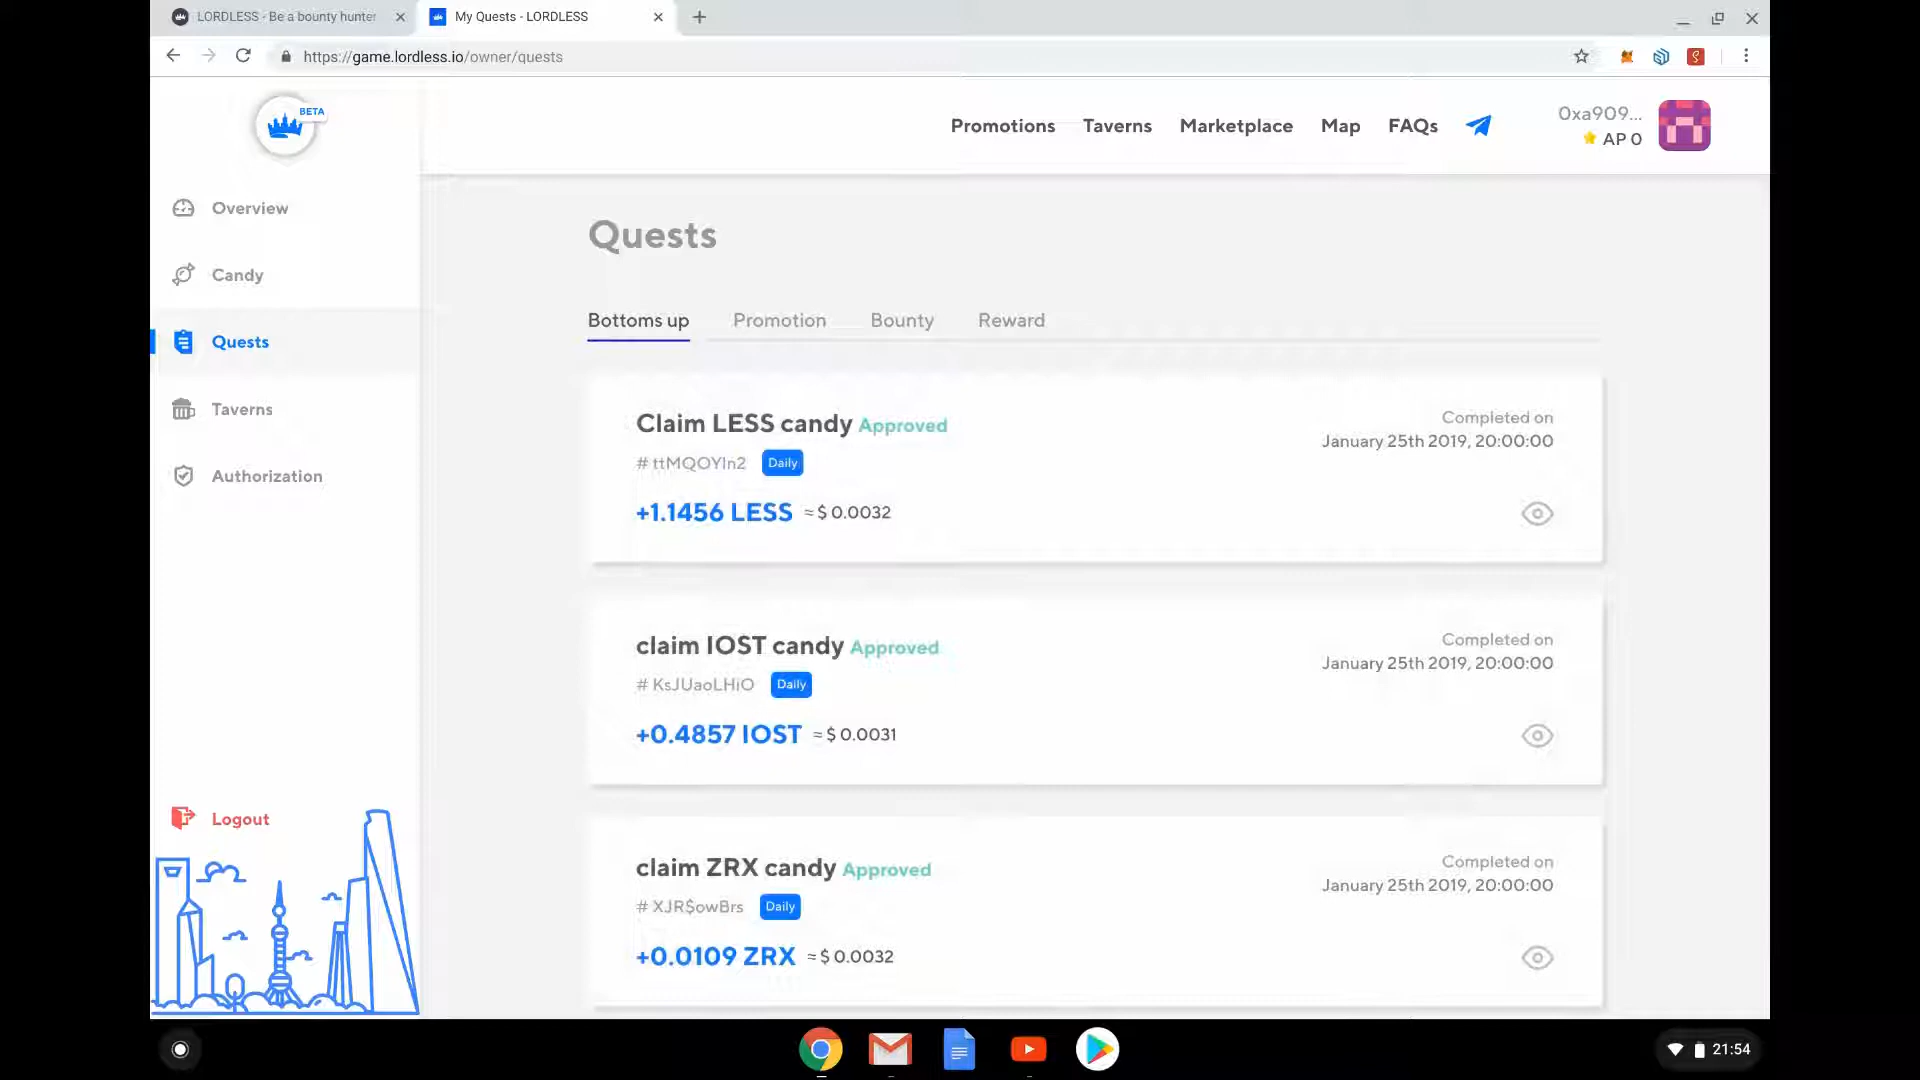 LORDLESS - Be a bounty hunter
My Quests - LORDLESS
https://game.lordless.io/owner/quests
BETA
Promotions Taverns Marketplace Map FAQs
0xa909...
AP 0
Overview
Candy
Quests
Taverns
Authorization
Logout
Quests
Bottoms up Promotion Bounty Reward
Claim LESS candy Approved
Completed on
January 25th 2019, 20:00:00
# ttMQOYIn2 Daily
+1.1456 LESS ≈ $ 0.0032
claim IOST candy Approved
Completed on
January 25th 2019, 20:00:00
# KsJUaoLHiO Daily
+0.4857 IOST ≈ $ 0.0031
claim ZRX candy Approved
Completed on
January 25th 2019, 20:00:00
# XJR$owBrs Daily
+0.0109 ZRX ≈ $ 0.0032
21:54